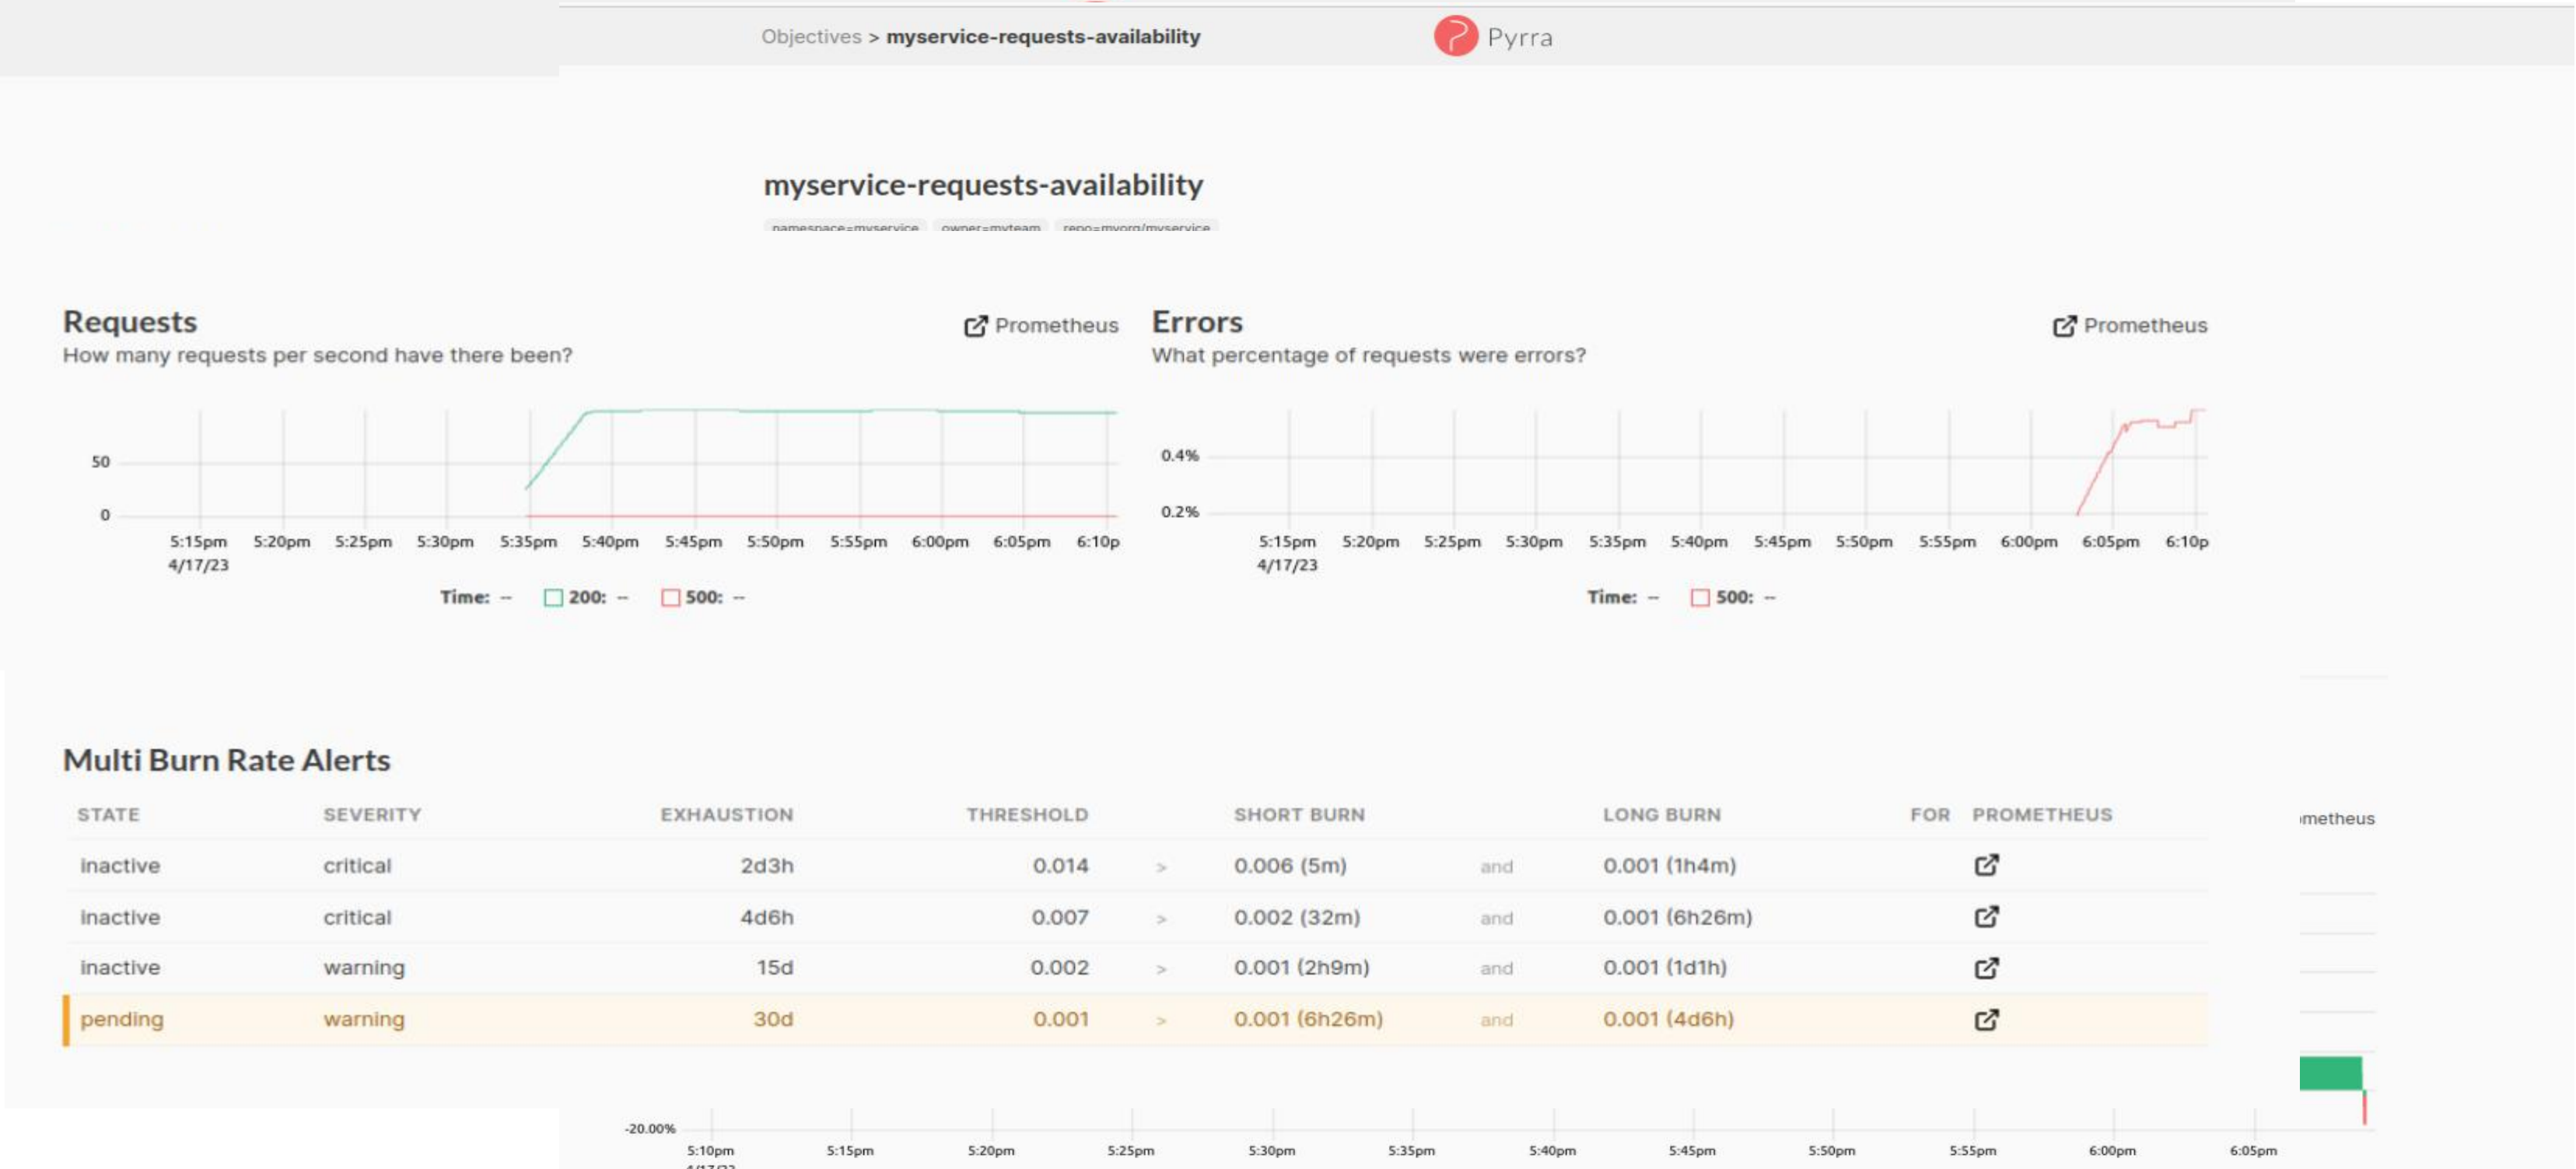 Objectives > myservice-requests-availability
Pyrra
myservice-requests-availability
namespace=myservice owner=myteam repo=myorg/myservice
Requests
Prometheus
How many requests per second have there been?
50
0
5:15pm 5:20pm 5:25pm 5:30pm 5:35pm 5:40pm 5:45pm 5:50pm 5:55pm 6:00pm 6:05pm 6:10p
4/17/23
Time: -- 200: -- 500: --
Errors
Prometheus
What percentage of requests were errors?
0.4%
0.2%
5:15pm 5:20pm 5:25pm 5:30pm 5:35pm 5:40pm 5:45pm 5:50pm 5:55pm 6:00pm 6:05pm 6:10p
4/17/23
Time: -- 500: --
Multi Burn Rate Alerts
STATE SEVERITY EXHAUSTION THRESHOLD SHORT BURN LONG BURN FOR PROMETHEUS
inactive critical 2d3h 0.014 > 0.006 (5m) and 0.001 (1h4m)
inactive critical 4d6h 0.007 > 0.002 (32m) and 0.001 (6h26m)
inactive warning 15d 0.002 > 0.001 (2h9m) and 0.001 (1d1h)
pending warning 30d 0.001 > 0.001 (6h26m) and 0.001 (4d6h)
ometheus
-20.00%
5:10pm 5:15pm 5:20pm 5:25pm 5:30pm 5:35pm 5:40pm 5:45pm 5:50pm 5:55pm 6:00pm 6:05pm